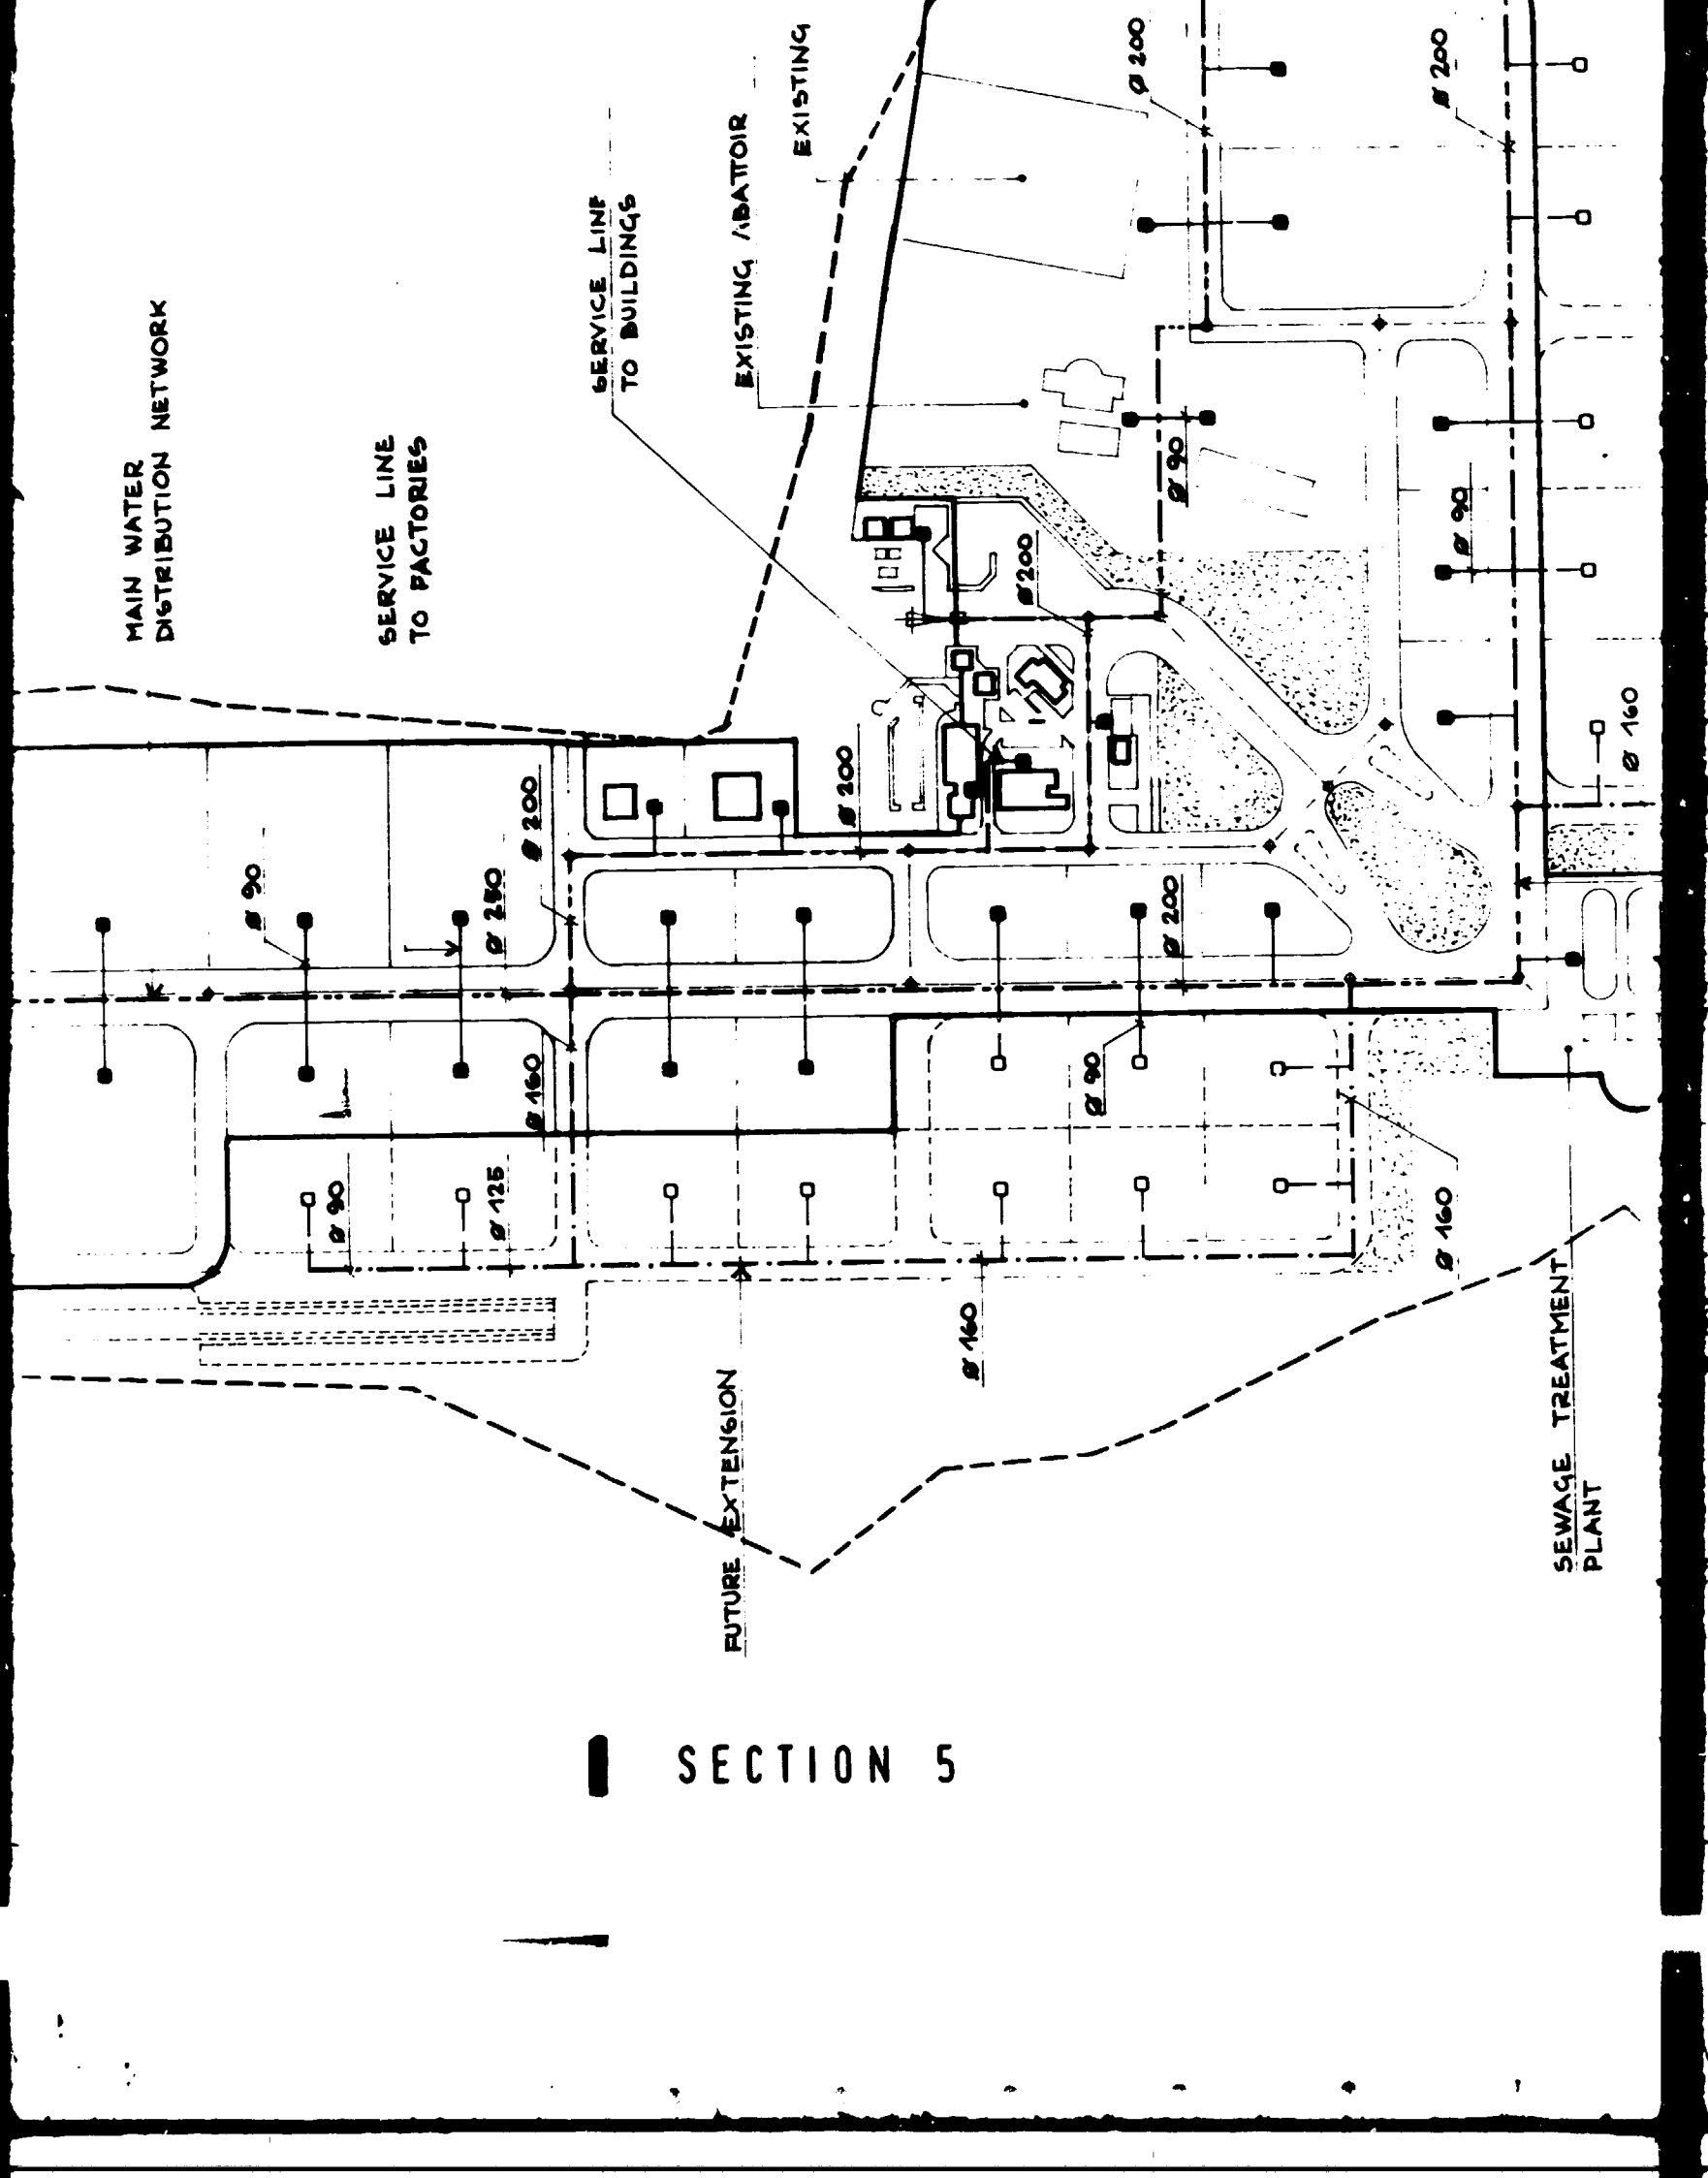 MAIN WATER
DISTRIBUTION NETWORK
SERVICE LINE
TO FACTORIES
SERVICE LINE
TO BUILDINGS
EXISTING ABATTOIR
EXISTING
Ø 200
Ø 200
Ø 90
Ø 90
Ø 200
Ø 160
Ø 200
Ø 200
Ø 90
Ø 250
Ø 200
Ø 160
Ø 90
Ø 90
Ø 125
Ø 160
Ø 160
FUTURE EXTENSION
SEWAGE TREATMENT
PLANT
SECTION 5